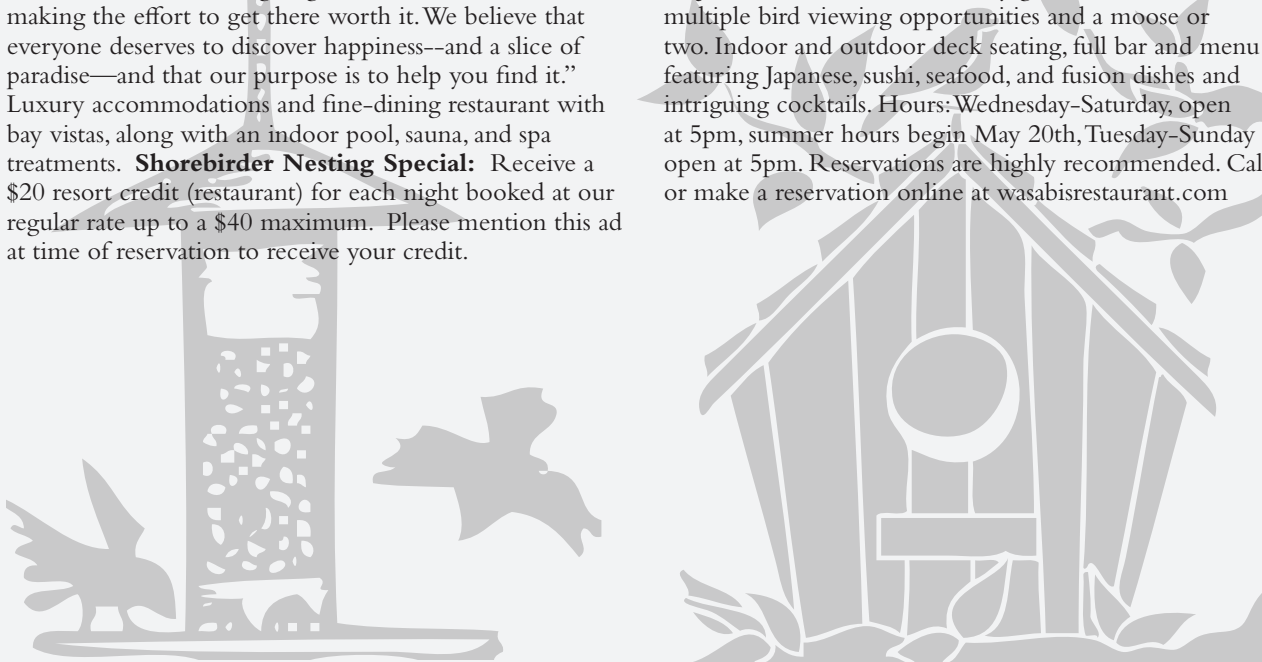 making the effort to get there worth it. We believe that
everyone deserves to discover happiness--and a slice of
paradise—and that our purpose is to help you find it.”
Luxury accommodations and fine-dining restaurant with
bay vistas, along with an indoor pool, sauna, and spa
treatments. Shorebirder Nesting Special: Receive a
$20 resort credit (restaurant) for each night booked at our
regular rate up to a $40 maximum. Please mention this ad
at time of reservation to receive your credit.
multiple bird viewing opportunities and a moose or
two. Indoor and outdoor deck seating, full bar and menu
featuring Japanese, sushi, seafood, and fusion dishes and
intriguing cocktails. Hours: Wednesday-Saturday, open
at 5pm, summer hours begin May 20th, Tuesday-Sunday
open at 5pm. Reservations are highly recommended. Cal
or make a reservation online at wasabisrestaurant.com